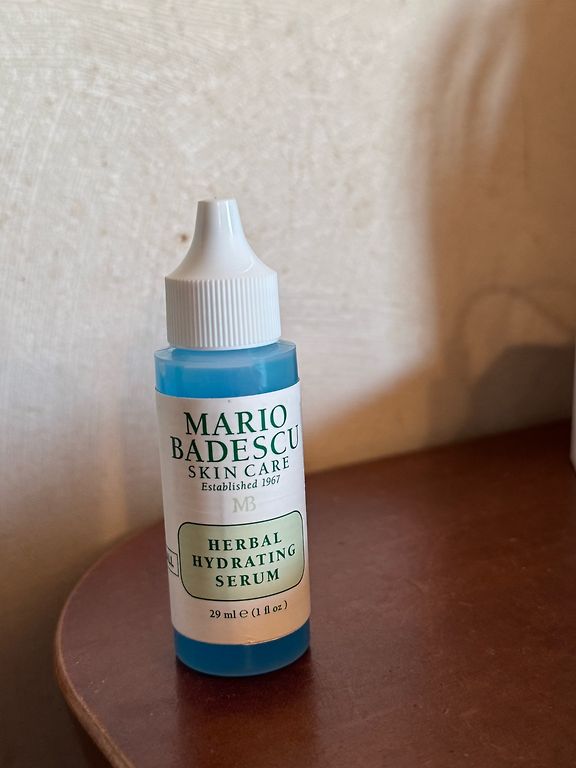 MARIO
BADESCU
SKIN CARE
Established 1967
MB
HERBAL
HYDRATING
SERUM
29 ml ℮ (1 fl oz)